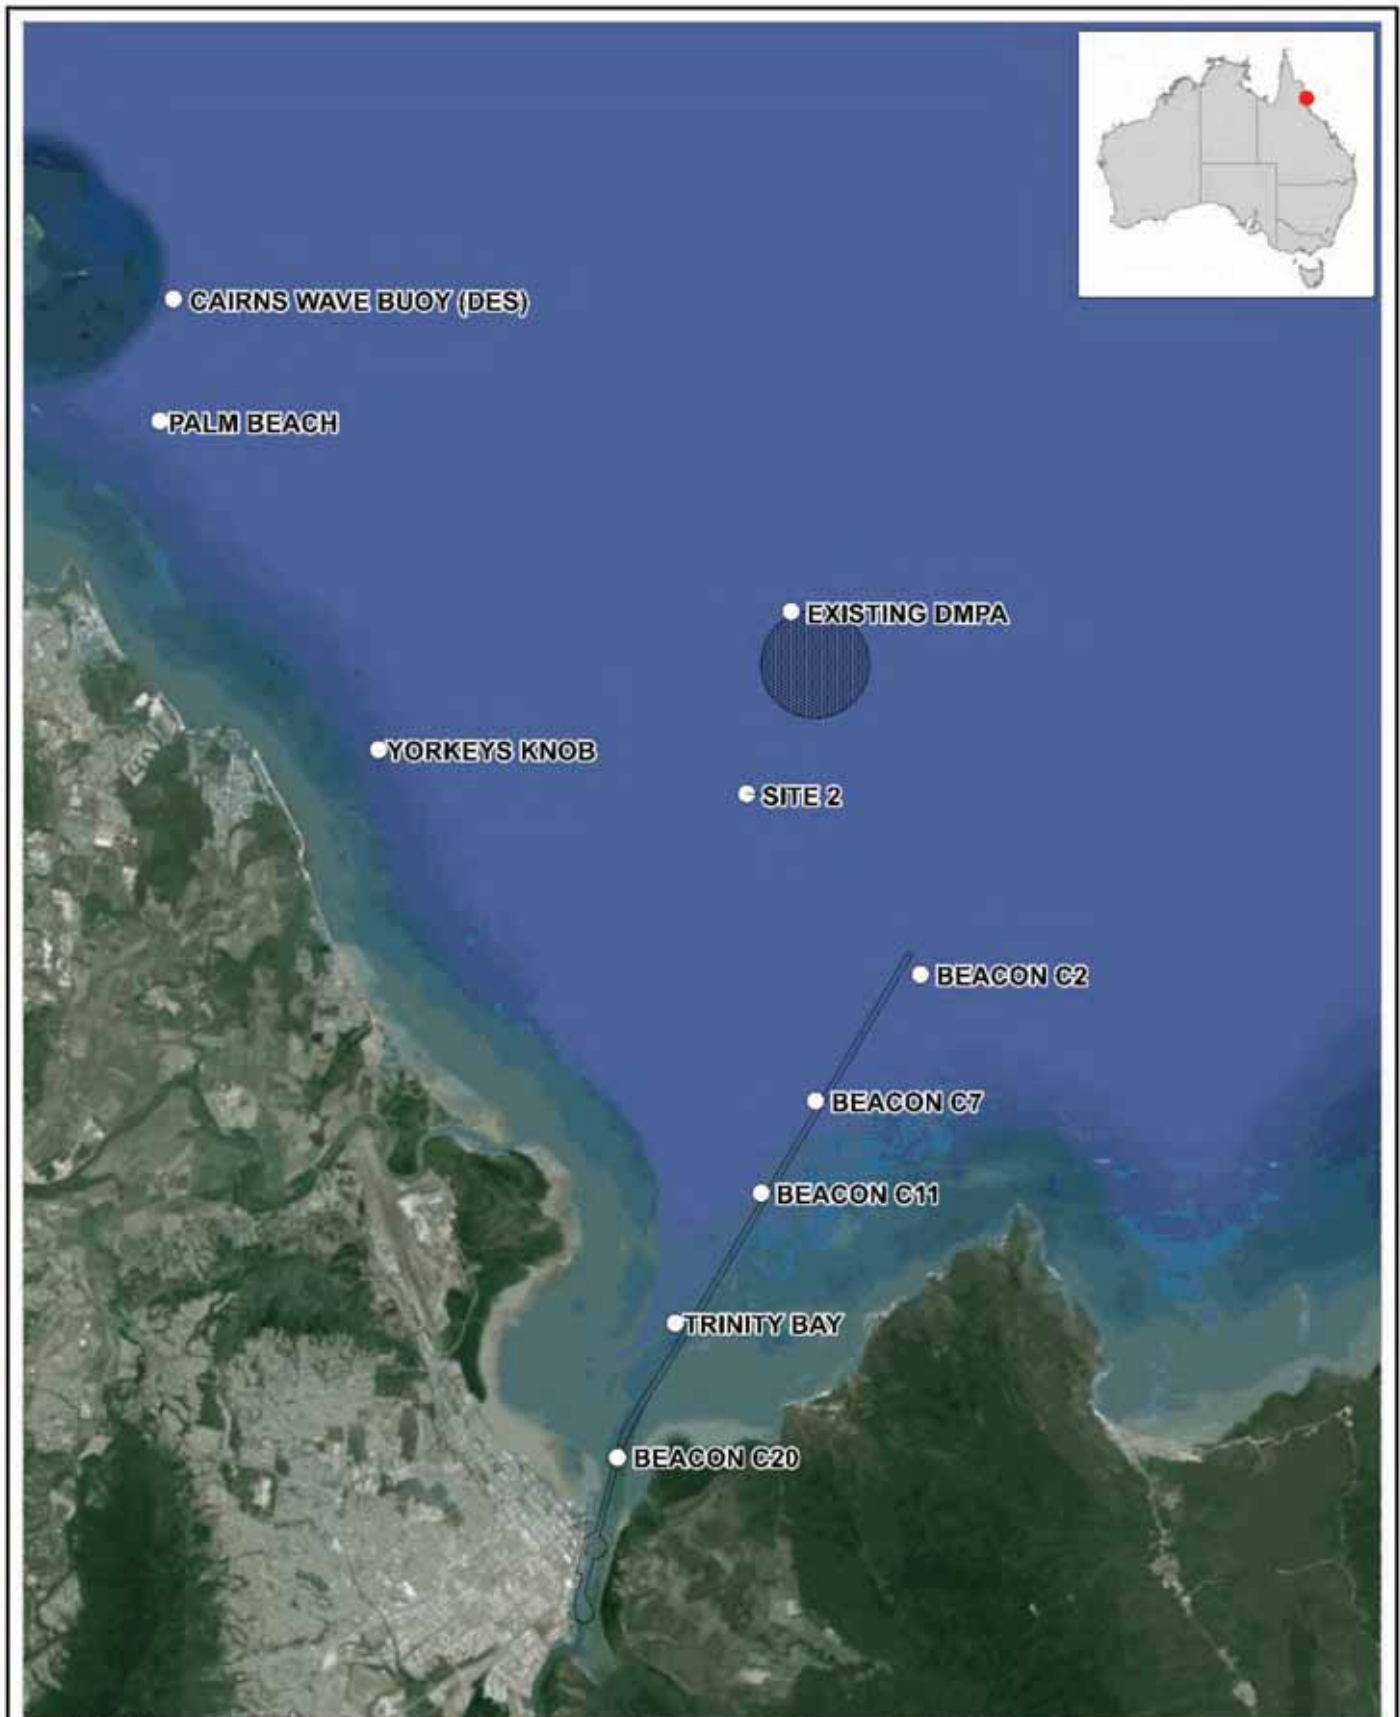 CAIRNS WAVE BUOY (DES)
PALM BEACH
EXISTING DMPA
YORKEYS KNOB
SITE 2
BEACON C2
BEACON C7
BEACON C11
TRINITY BAY
BEACON C20